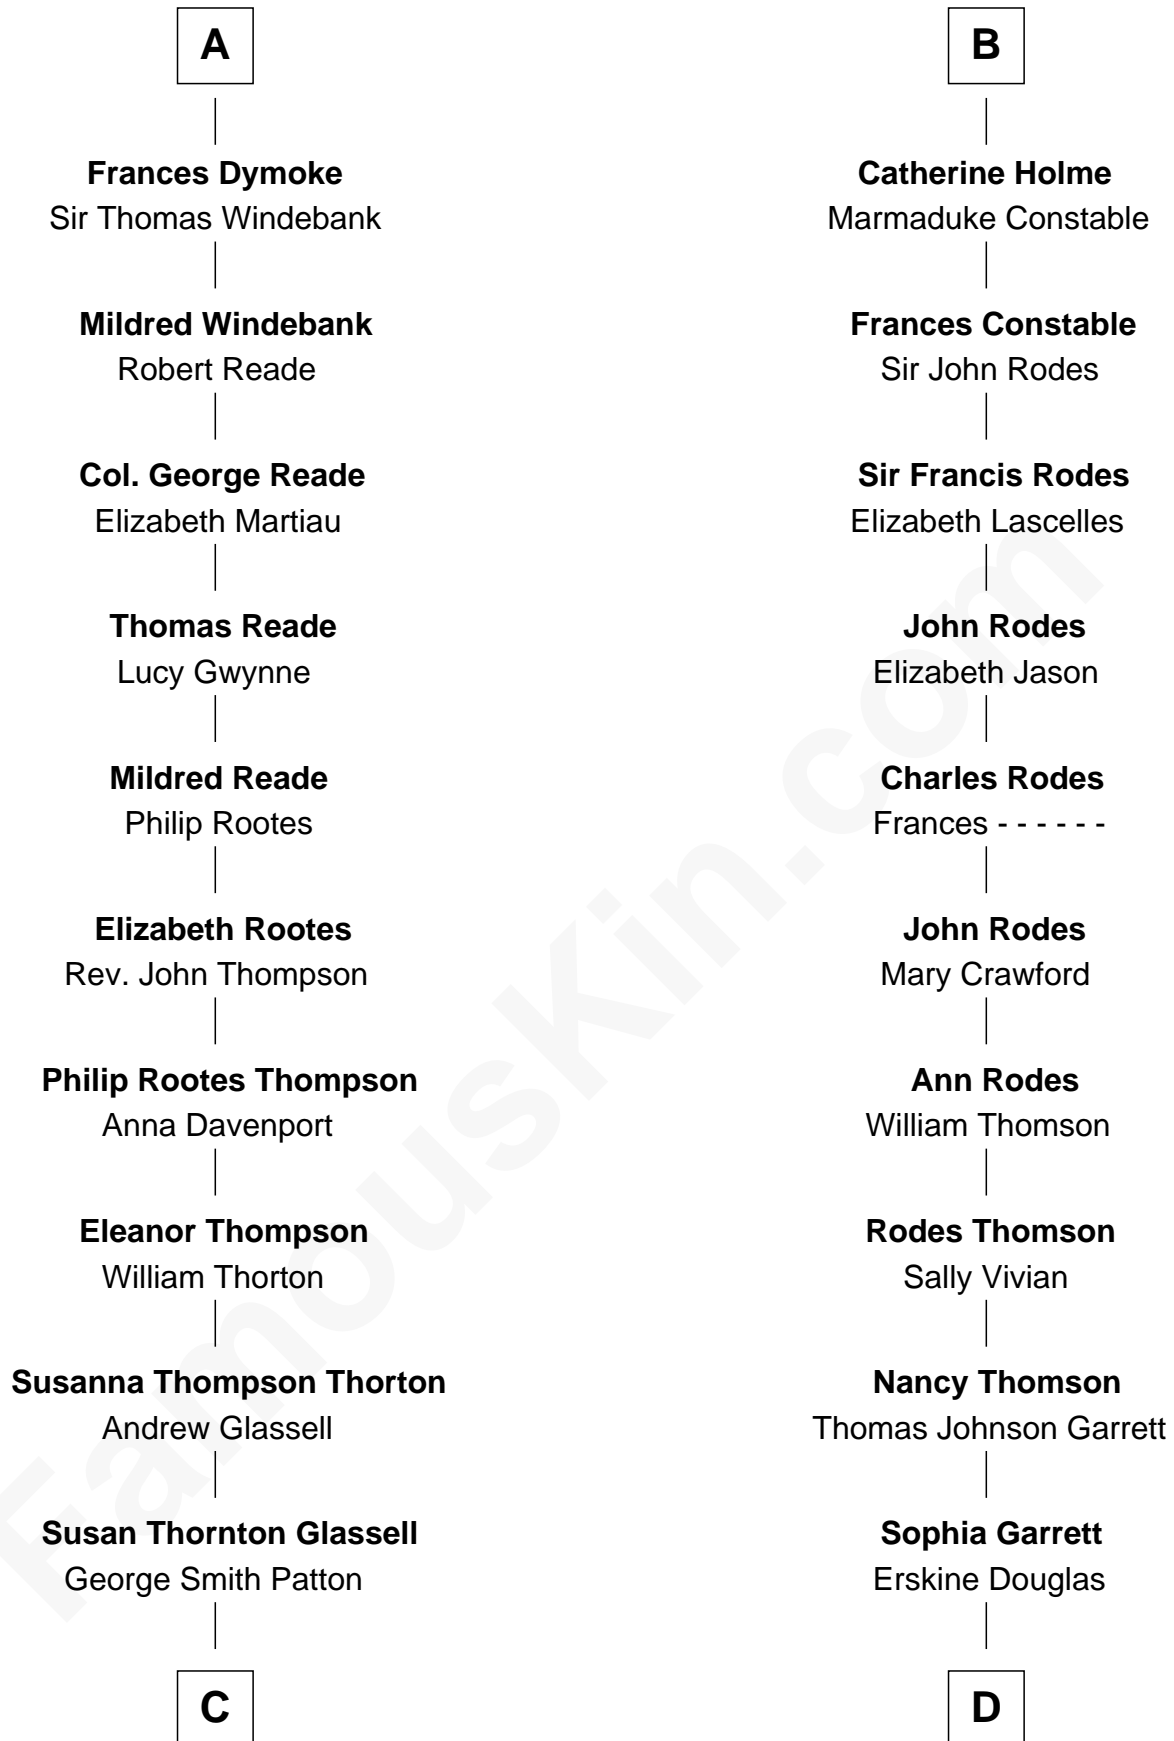 A
Frances Dymoke
Sir Thomas Windebank
Mildred Windebank
Robert Reade
Col. George Reade
Elizabeth Martiau
Thomas Reade
Lucy Gwynne
Mildred Reade
Philip Rootes
Elizabeth Rootes
Rev. John Thompson
Philip Rootes Thompson
Anna Davenport
Eleanor Thompson
William Thorton
Susanna Thompson Thorton
Andrew Glassell
Susan Thornton Glassell
George Smith Patton
C
B
Catherine Holme
Marmaduke Constable
Frances Constable
Sir John Rodes
Sir Francis Rodes
Elizabeth Lascelles
John Rodes
Elizabeth Jason
Charles Rodes
Frances - - - - - -
John Rodes
Mary Crawford
Ann Rodes
William Thomson
Rodes Thomson
Sally Vivian
Nancy Thomson
Thomas Johnson Garrett
Sophia Garrett
Erskine Douglas
D
FamousKin.com